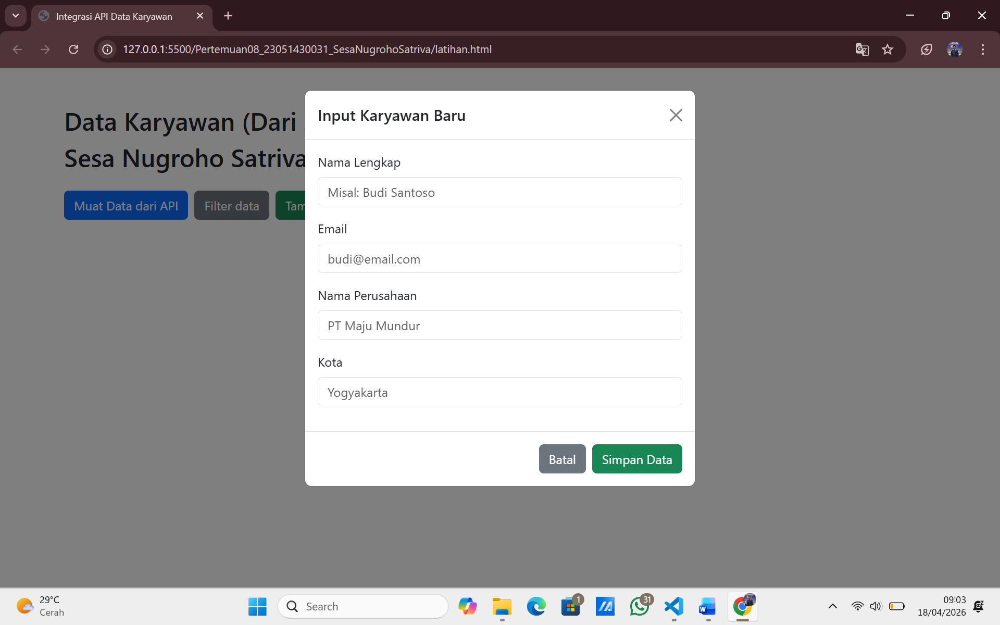 Integrasi API Data Karyawan
127.0.0.1:5500/Pertemuan08_23051430031_SesaNugrohoSatriva/latihan.html
Data Karyawan (Dari
Sesa Nugroho Satriva
Muat Data dari API
Filter data
Tam
Input Karyawan Baru
Nama Lengkap
Misal: Budi Santoso
Email
budi@email.com
Nama Perusahaan
PT Maju Mundur
Kota
Yogyakarta
Batal
Simpan Data
29°C
Cerah
Search
1
31
09:03
18/04/2026